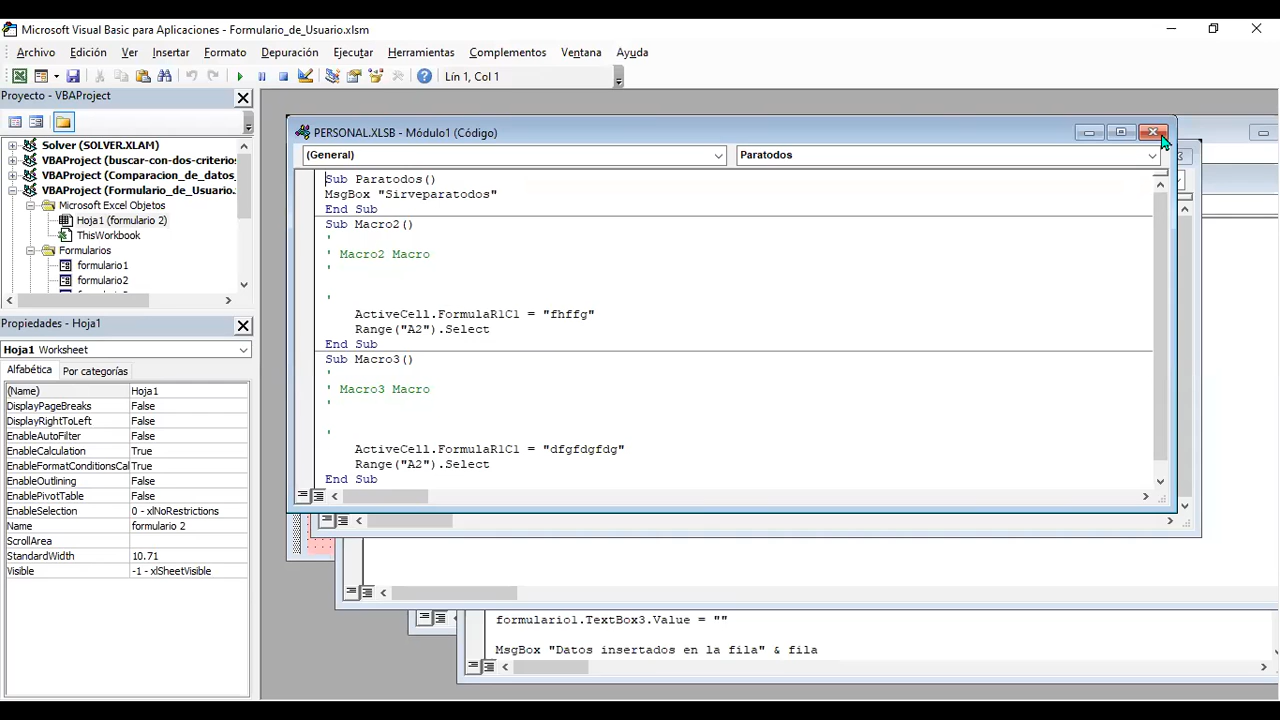 Microsoft Visual Basic para Aplicaciones - Formulario_de_Usuario.xlsm
Archivo Edición Ver Insertar Formato Depuración Ejecutar Herramientas Complementos Ventana Ayuda
Lín 1, Col 1
Proyecto - VBAProject
Solver (SOLVER.XLAM)
VBAProject (buscar-con-dos-criterios
VBAProject (Comparacion_de_datos_
VBAProject (Formulario_de_Usuario.
Microsoft Excel Objetos
Hoja1 (formulario 2)
ThisWorkbook
Formularios
formulario1
formulario2
Propiedades - Hoja1
Hoja1 Worksheet
Alfabética Por categorías
(Name) Hoja1
DisplayPageBreaks False
DisplayRightToLeft False
EnableAutoFilter False
EnableCalculation True
EnableFormatConditionsCal True
EnableOutlining False
EnablePivotTable False
EnableSelection 0 - xlNoRestrictions
Name formulario 2
ScrollArea
StandardWidth 10.71
Visible -1 - xlSheetVisible
PERSONAL.XLSB - Módulo1 (Código)
(General) Paratodos
Sub Paratodos()
MsgBox "Sirveparatodos"
End Sub
Sub Macro2()
'
' Macro2 Macro
'
'
ActiveCell.FormulaR1C1 = "fhffg"
Range("A2").Select
End Sub
Sub Macro3()
'
' Macro3 Macro
'
'
ActiveCell.FormulaR1C1 = "dfgfdgfdg"
Range("A2").Select
End Sub
formulario1.TextBox3.Value = ""
MsgBox "Datos insertados en la fila" & fila